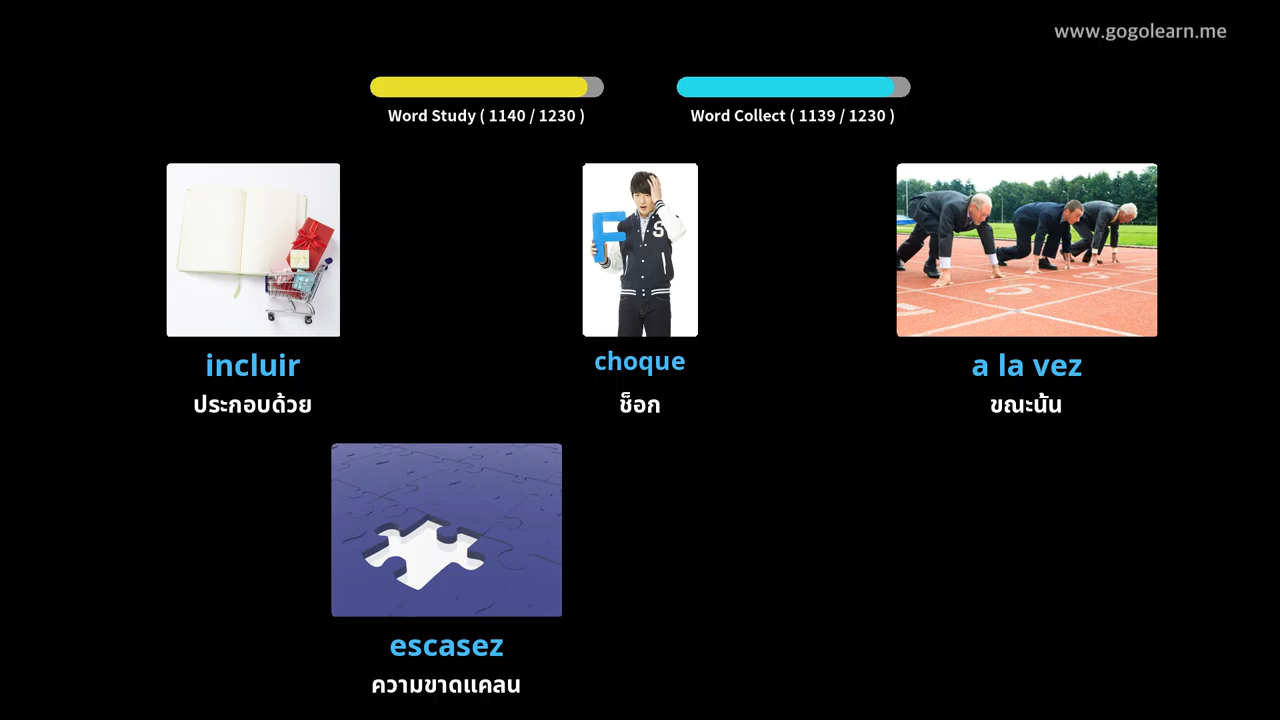 www.gogolearn.me
Word Study ( 1140 / 1230 )
Word Collect ( 1139 / 1230 )
F
S
incluir
ประกอบด้วย
choque
ช็อก
a la vez
ขณะนั้น
escasez
ความขาดแคลน